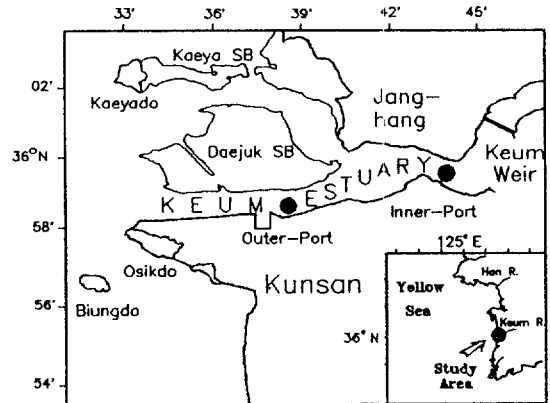 33' 36' 39' 42' 45'
Kaeya SB
02'
Kaeyado
Jang-
hang
36°N
Daejuk SB
Keum
Weir
KEUM ESTUARY
Inner-Port
58'
Outer-Port
Osikdo
Kunsan
125° E
Han R.
Yellow
Sea
Biungdo
56'
Keum R.
36° N
Study
Area
54'